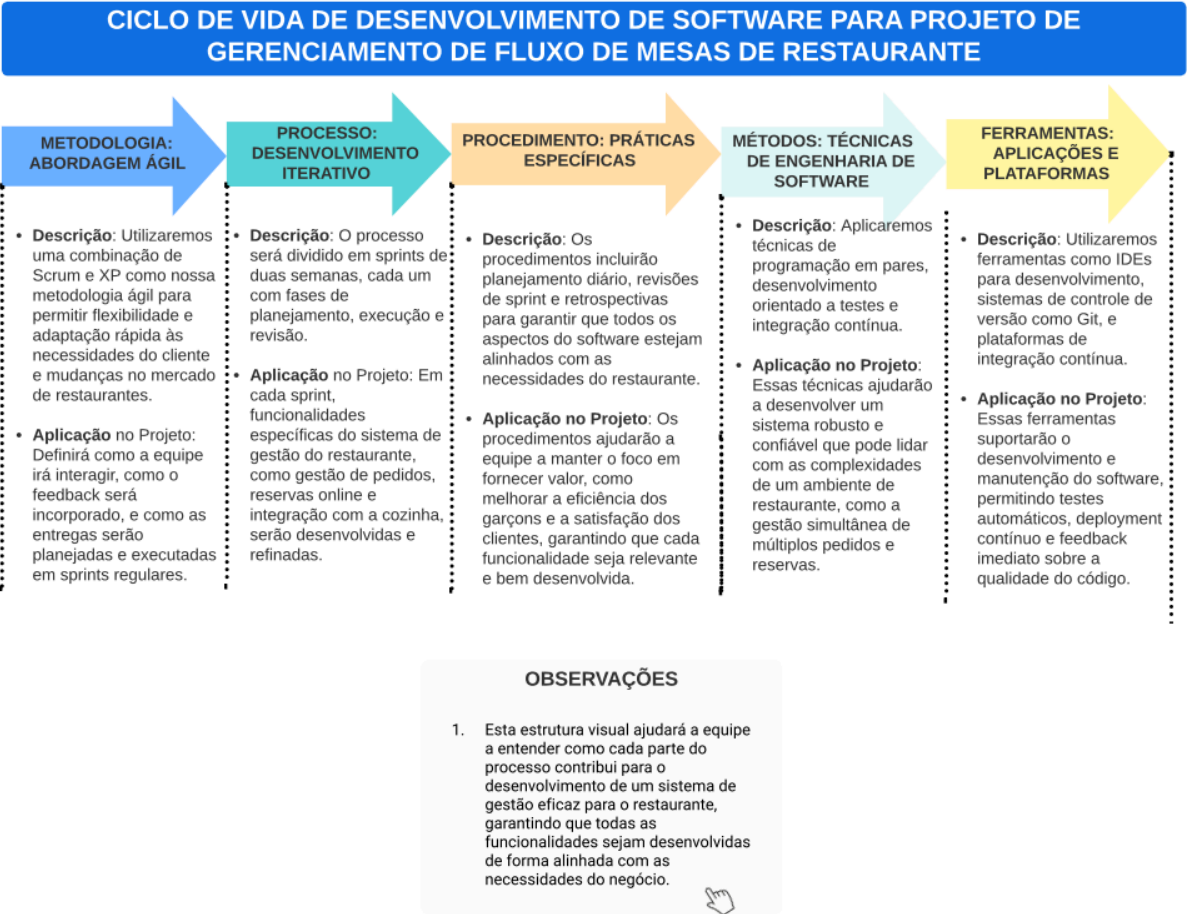 CICLO DE VIDA DE DESENVOLVIMENTO DE SOFTWARE PARA PROJETO DE
GERENCIAMENTO DE FLUXO DE MESAS DE RESTAURANTE
METODOLOGIA:
ABORDAGEM ÁGIL
• Descrição: Utilizaremos
uma combinação de
Scrum e XP como nossa
metodologia ágil para
permitir flexibilidade e
adaptação rápida às
necessidades do cliente
e mudanças no mercado
de restaurantes.
• Aplicação no Projeto:
Definirá como a equipe
irá interagir, como o
feedback será
incorporado, e como as
entregas serão
planejadas e executadas
em sprints regulares.
PROCESSO:
DESENVOLVIMENTO
ITERATIVO
• Descrição: O processo
será dividido em sprints de
duas semanas, cada um
com fases de
planejamento, execução e
revisão.
• Aplicação no Projeto: Em
cada sprint,
funcionalidades
específicas do sistema de
gestão do restaurante,
como gestão de pedidos,
reservas online e
integração com a cozinha,
serão desenvolvidas e
refinadas.
PROCEDIMENTO: PRÁTICAS
ESPECÍFICAS
• Descrição: Os
procedimentos incluirão
planejamento diário, revisões
de sprint e retrospectivas
para garantir que todos os
aspectos do software estejam
alinhados com as
necessidades do restaurante.
• Aplicação no Projeto: Os
procedimentos ajudarão a
equipe a manter o foco em
fornecer valor, como
melhorar a eficiência dos
garçons e a satisfação dos
clientes, garantindo que cada
funcionalidade seja relevante
e bem desenvolvida.
MÉTODOS: TÉCNICAS
DE ENGENHARIA DE
SOFTWARE
• Descrição: Aplicaremos
técnicas de
programação em pares,
desenvolvimento
orientado a testes e
integração contínua.
• Aplicação no Projeto:
Essas técnicas ajudarão
a desenvolver um
sistema robusto e
confiável que pode lidar
com as complexidades
de um ambiente de
restaurante, como a
gestão simultânea de
múltiplos pedidos e
reservas.
FERRAMENTAS:
APLICAÇÕES E
PLATAFORMAS
• Descrição: Utilizaremos
ferramentas como IDEs
para desenvolvimento,
sistemas de controle de
versão como Git, e
plataformas de
integração contínua.
• Aplicação no Projeto:
Essas ferramentas
suportarão o
desenvolvimento e
manutenção do software,
permitindo testes
automáticos, deployment
contínuo e feedback
imediato sobre a
qualidade do código.
OBSERVAÇÕES
1. Esta estrutura visual ajudará a equipe
a entender como cada parte do
processo contribui para o
desenvolvimento de um sistema de
gestão eficaz para o restaurante,
garantindo que todas as
funcionalidades sejam desenvolvidas
de forma alinhada com as
necessidades do negócio.